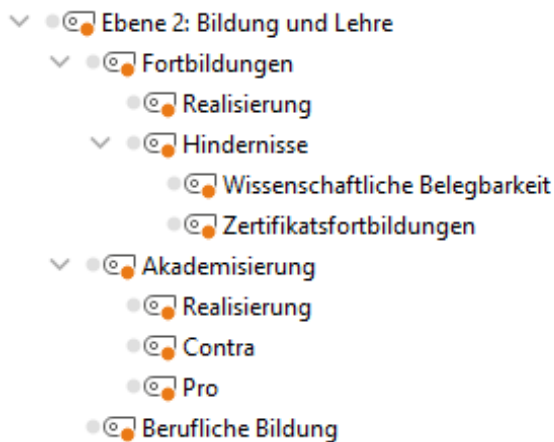 Ebene 2: Bildung und Lehre
Fortbildungen
Realisierung
Hindernisse
Wissenschaftliche Belegbarkeit
Zertifikatsfortbildungen
Akademisierung
Realisierung
Contra
Pro
Berufliche Bildung